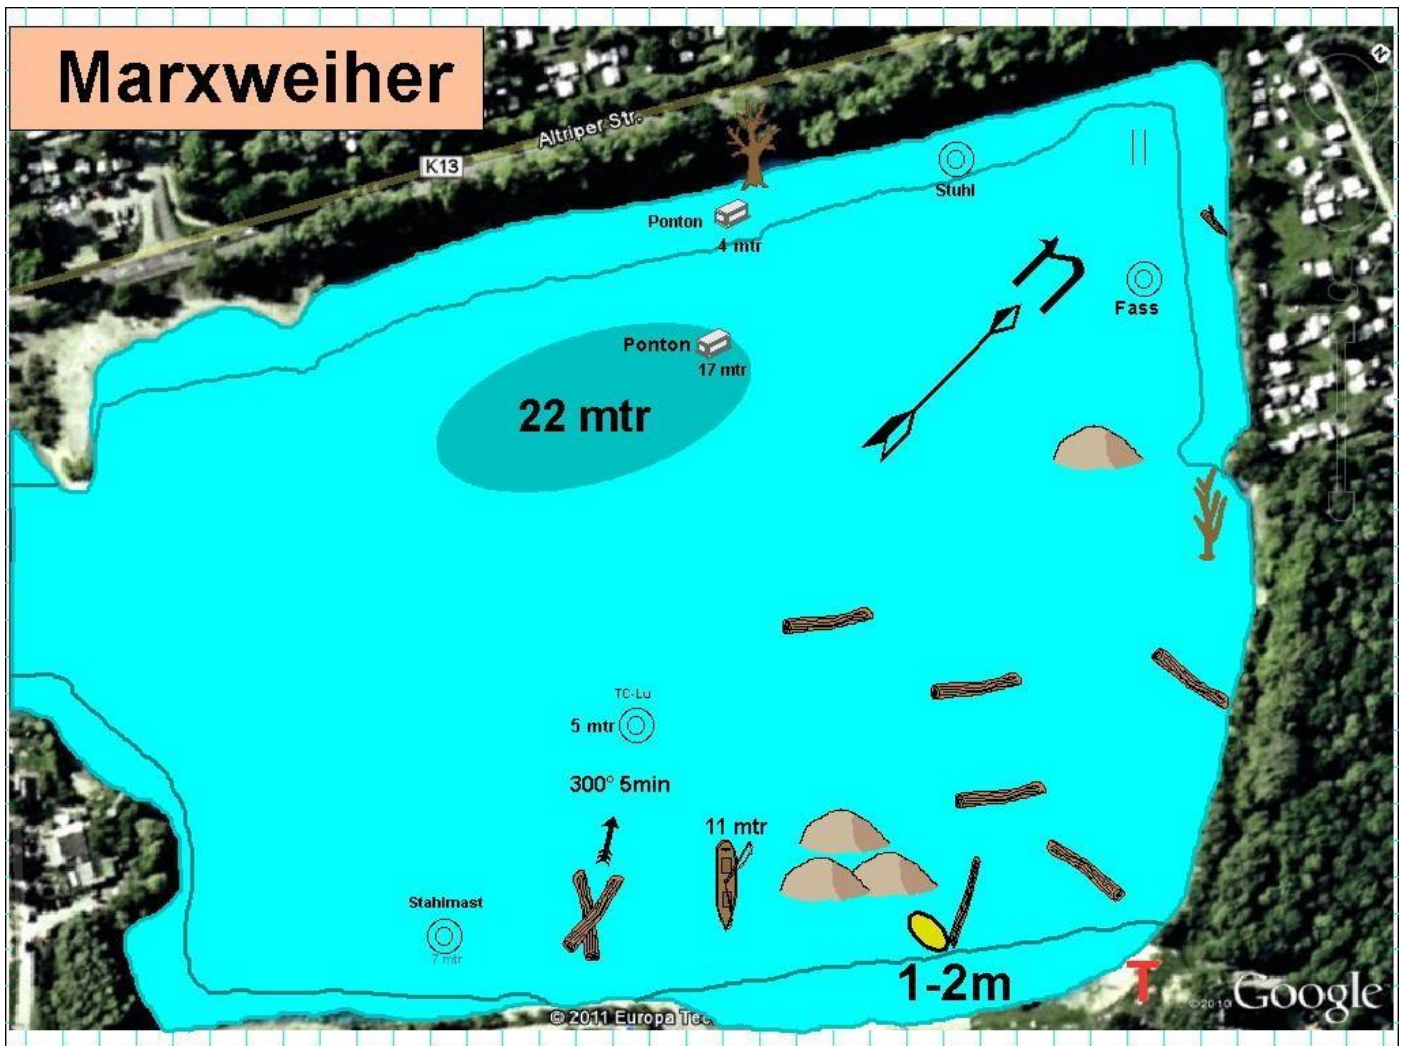 Marxweiher
N
Altriper Str.
K13
Stuhl
Ponton
4 mtr
n
Fass
Ponton
17 mtr
22 mtr
TC-Lu
5 mtr
300° 5min
11 mtr
Stahlmast
7 mtr
1-2m
T
©2010 Google
© 2011 Europa Tec